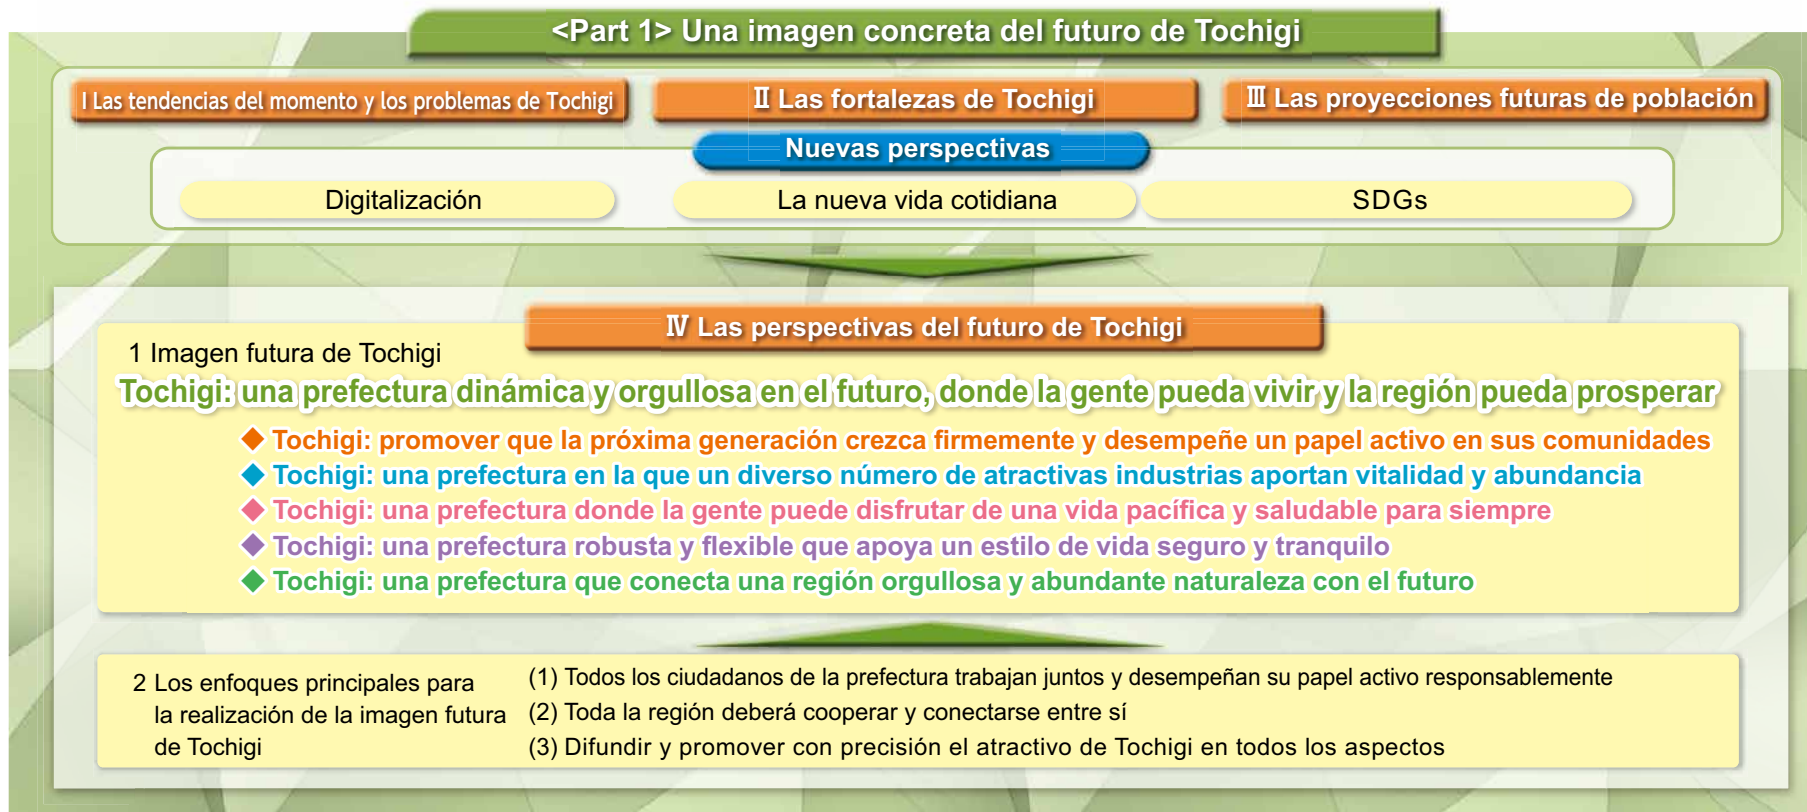 <Part 1> Una imagen concreta del futuro de Tochigi
I Las tendencias del momento y los problemas de Tochigi
Ⅱ Las fortalezas de Tochigi
Ⅲ Las proyecciones futuras de población
Nuevas perspectivas
Digitalización
La nueva vida cotidiana
SDGs
Ⅳ Las perspectivas del futuro de Tochigi
1 Imagen futura de Tochigi
Tochigi: una prefectura dinámica y orgullosa en el futuro, donde la gente pueda vivir y la región pueda prosperar
◆ Tochigi: promover que la próxima generación crezca firmemente y desempeñe un papel activo en sus comunidades
◆ Tochigi: una prefectura en la que un diverso número de atractivas industrias aportan vitalidad y abundancia
◆ Tochigi: una prefectura donde la gente puede disfrutar de una vida pacífica y saludable para siempre
◆ Tochigi: una prefectura robusta y flexible que apoya un estilo de vida seguro y tranquilo
◆ Tochigi: una prefectura que conecta una región orgullosa y abundante naturaleza con el futuro
2 Los enfoques principales para
la realización de la imagen futura
de Tochigi
(1) Todos los ciudadanos de la prefectura trabajan juntos y desempeñan su papel activo responsablemente
(2) Toda la región deberá cooperar y conectarse entre sí
(3) Difundir y promover con precisión el atractivo de Tochigi en todos los aspectos